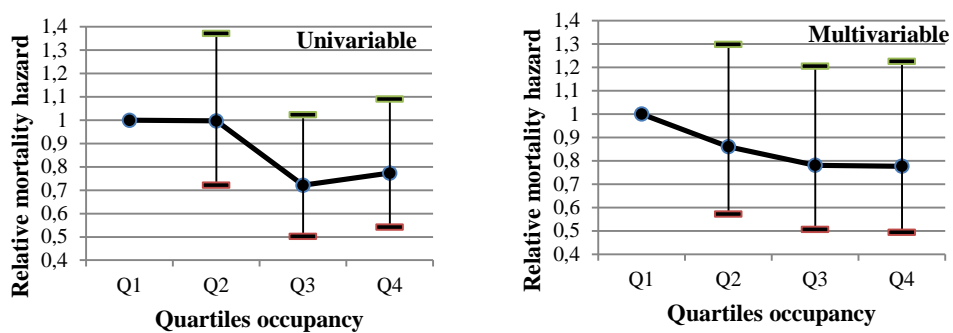 Univariable
Relative mortality hazard
1,4
1,3
1,2
1,1
1
0,9
0,8
0,7
0,6
0,5
0,4
Q1 Q2 Q3 Q4
Quartiles occupancy
Multivariable
Relative mortality hazard
1,4
1,3
1,2
1,1
1
0,9
0,8
0,7
0,6
0,5
0,4
Q1 Q2 Q3 Q4
Quartiles occupancy